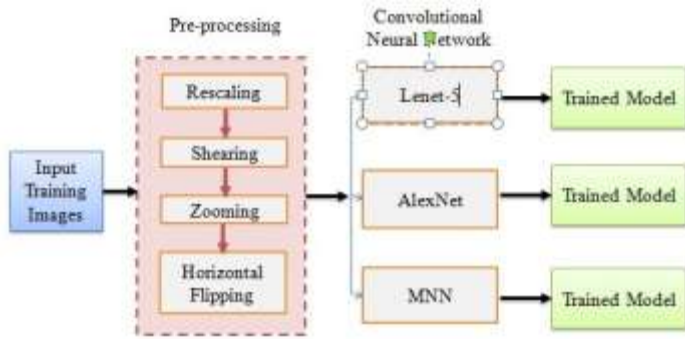 Pre-processing
Convolutional
Neural Network
Rescaling
Lenet-5
Trained Model
Shearing
Input
Training
Images
Zooming
AlexNet
Trained Model
Horizontal
Flipping
MNN
Trained Model